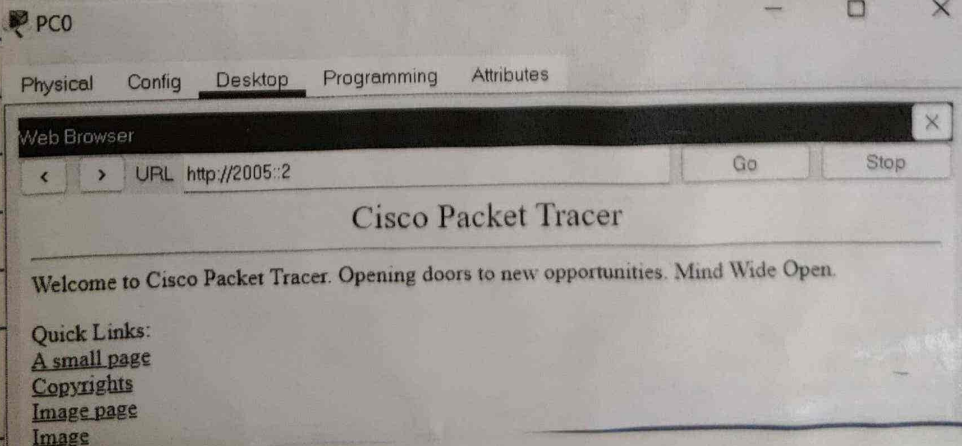 PC0
Physical Config Desktop Programming Attributes
Web Browser
< > URL http://2005::2 Go Stop
Cisco Packet Tracer
Welcome to Cisco Packet Tracer. Opening doors to new opportunities. Mind Wide Open.
Quick Links:
A small page
Copyrights
Image page
Image